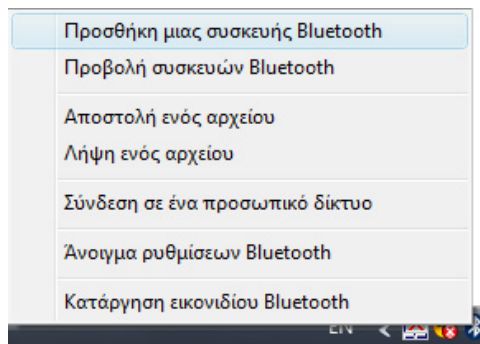 Προσθήκη μιας συσκευής Bluetooth
Προβολή συσκευών Bluetooth
Αποστολή ενός αρχείου
Λήψη ενός αρχείου
Σύνδεση σε ένα προσωπικό δίκτυο
Άνοιγμα ρυθμίσεων Bluetooth
Κατάργηση εικονιδίου Bluetooth
EN